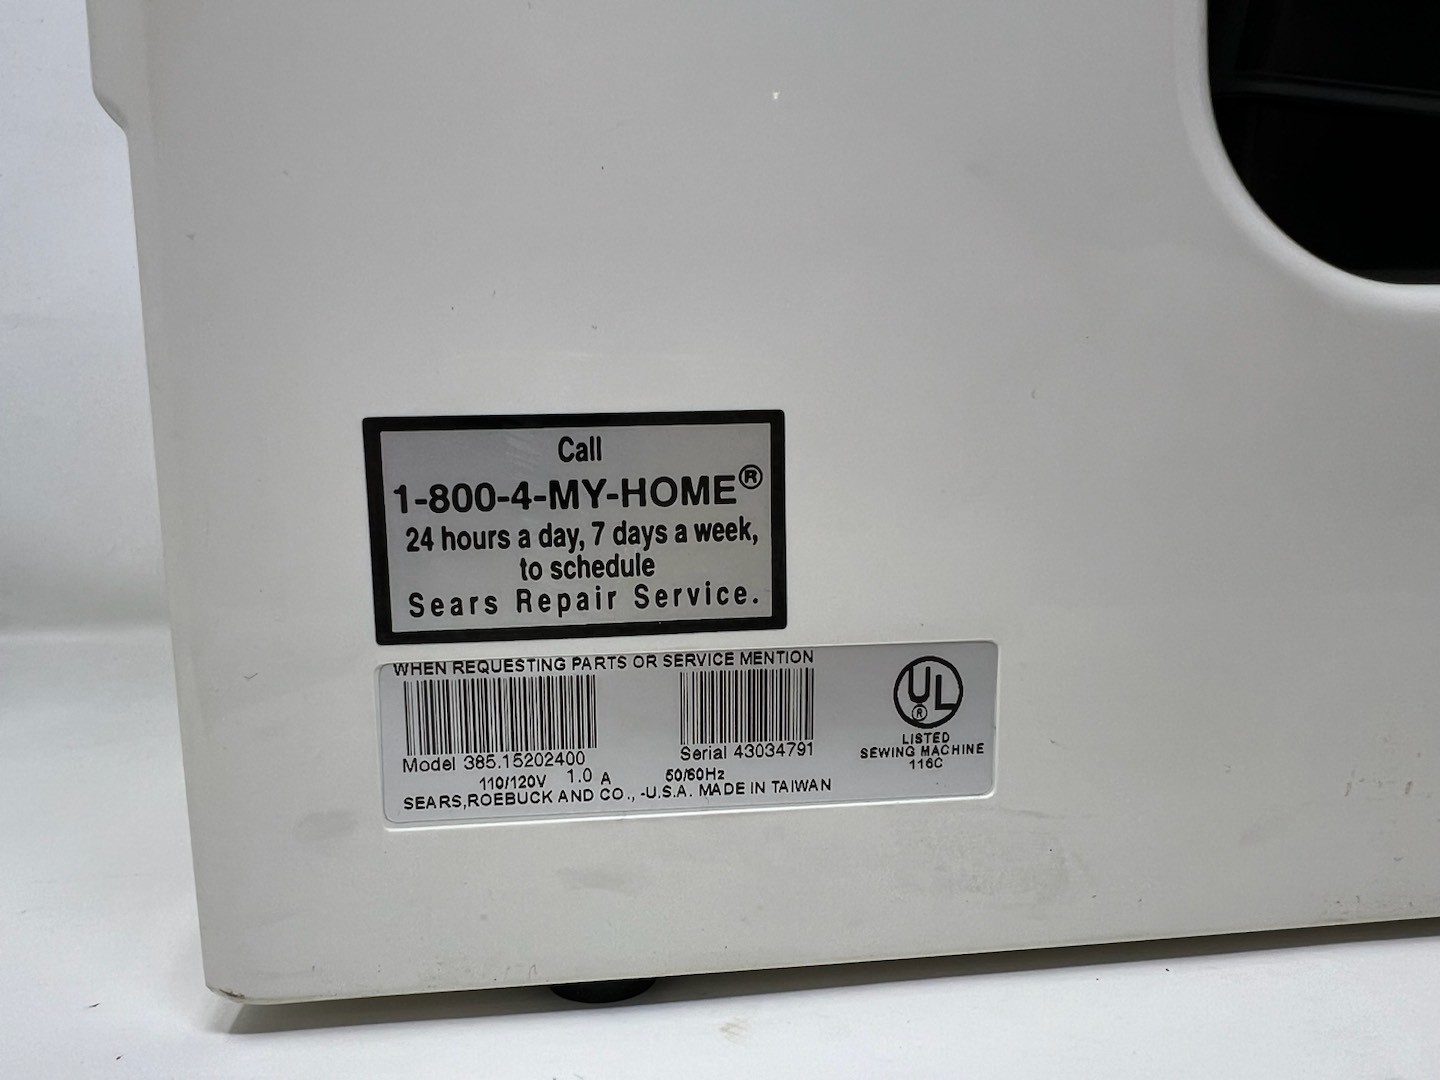 Call
1-800-4-MY-HOME®
24 hours a day, 7 days a week,
to schedule
Sears Repair Service.
WHEN REQUESTING PARTS OR SERVICE MENTION
Model 385.15202400
Serial 43034791
110/120V 1.0 A 50/60Hz
SEARS,ROEBUCK AND CO., -U.S.A. MADE IN TAIWAN
UL®
LISTED
SEWING MACHINE
116C